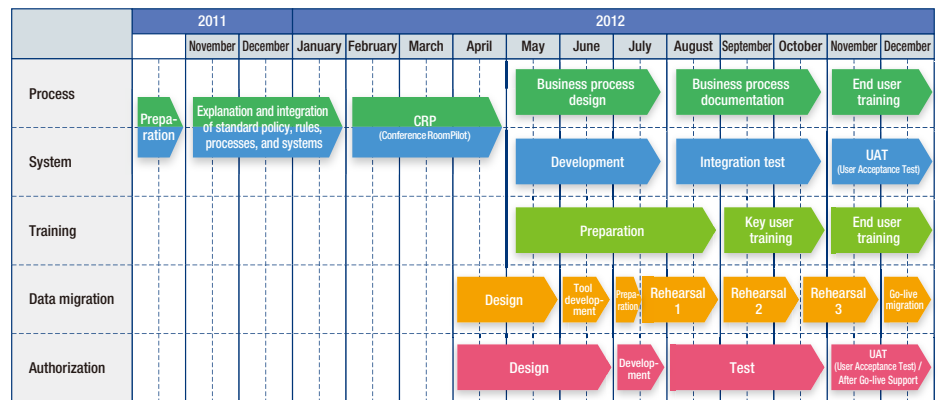 2011
2012
November
December
January
February
March
April
May
June
July
August
September
October
November
December
Process
Prepa-
ration
Explanation and integration
of standard policy, rules,
processes, and systems
CRP
(Conference RoomPilot)
Business process
design
Business process
documentation
End user
training
System
Development
Integration test
UAT
(User Acceptance Test)
Training
Preparation
Key user
training
End user
training
Data migration
Design
Tool
develop-
ment
Prepa-
ration
Rehearsal
1
Rehearsal
2
Rehearsal
3
Go-live
migration
Authorization
Design
Develop-
ment
Test
UAT
(User Acceptance Test) /
After Go-live Support